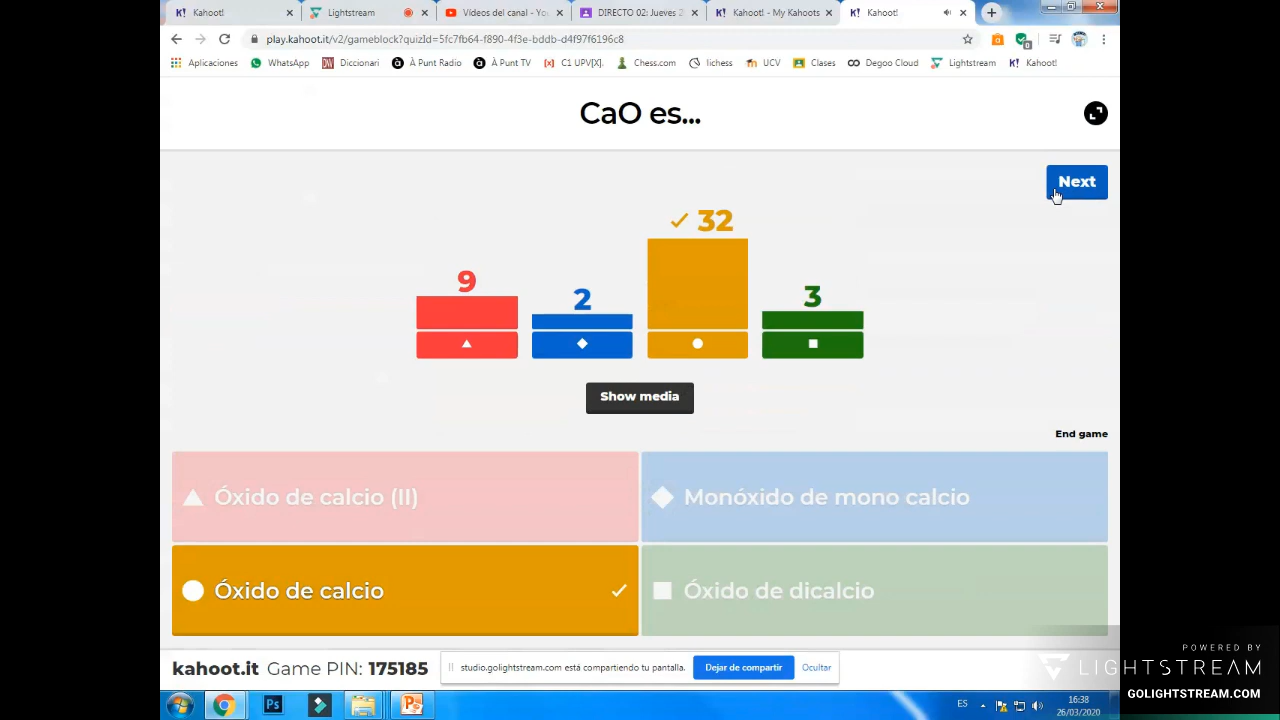 Kahoot!
Lightstream
Vídeos del canal - Yo
DIRECTO 02: Jueves 2
Kahoot! - My Kahoots
Kahoot!
play.kahoot.it/v2/gameblock?quizId=5fc7fb64-f890-4f3e-bddb-d4f97f6196c8
Aplicaciones WhatsApp Diccionari À Punt Radio À Punt TV C1 UPV[X]. Chess.com lichess UCV Clases Degoo Cloud Lightstream Kahoot!
CaO es...
Next
9
2
32
3
Show media
End game
Óxido de calcio (II)
Monóxido de mono calcio
Óxido de calcio
Óxido de dicalcio
kahoot.it Game PIN: 175185
studio.golightstream.com está compartiendo tu pantalla.
Dejar de compartir
Ocultar
POWERED BY
LIGHTSTREAM
GOLIGHTSTREAM.COM
ES
16:38
26/03/2020